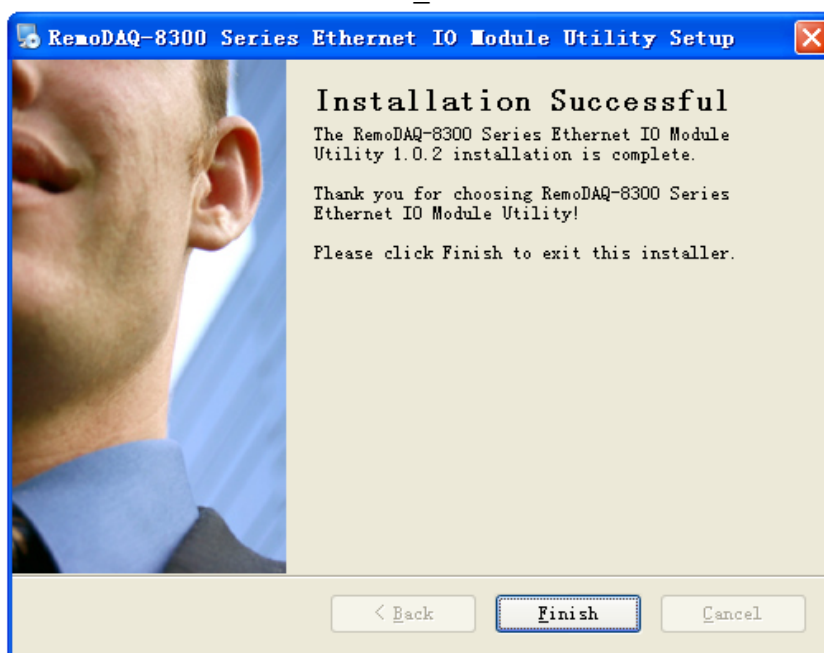 RemoDAQ-8300 Series Ethernet IO Module Utility Setup
Installation Successful
The RemoDAQ-8300 Series Ethernet IO Module
Utility 1.0.2 installation is complete.
Thank you for choosing RemoDAQ-8300 Series
Ethernet IO Module Utility!
Please click Finish to exit this installer.
< Back Finish Cancel